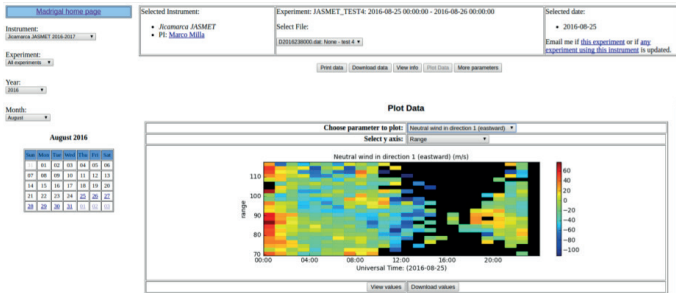 Madrigal home page
Instrument:
Jicamarca JASMET 2016-2017
Experiment:
All experiments
Year:
2016
Month:
August
August 2016
Sun Mon Tue Wed Thu Fri Sat
01 02 03 04 05 06
07 08 09 10 11 12 13
14 15 16 17 18 19 20
21 22 23 24 25 26 27
28 29 30 31 01 02 03
Selected Instrument:
Jicamarca JASMET
PI: Marco Milla
Experiment: JASMET_TEST4: 2016-08-25 00:00:00 - 2016-08-26 00:00:00
Select File:
D2016238000.dat: None - test 4
Selected date:
2016-08-25
Email me if this experiment or if any
experiment using this instrument is updated.
Print data Download data View info Plot Data More parameters
Plot Data
Choose parameter to plot: Neutral wind in direction 1 (eastward)
Select y axis: Range
Neutral wind in direction 1 (eastward) (m/s)
range
110
100
90
80
70
00:00 04:00 08:00 12:00 16:00 20:00
Universal Time: (2016-08-25)
60
40
20
0
−20
−40
−60
−80
−100
View values Download values